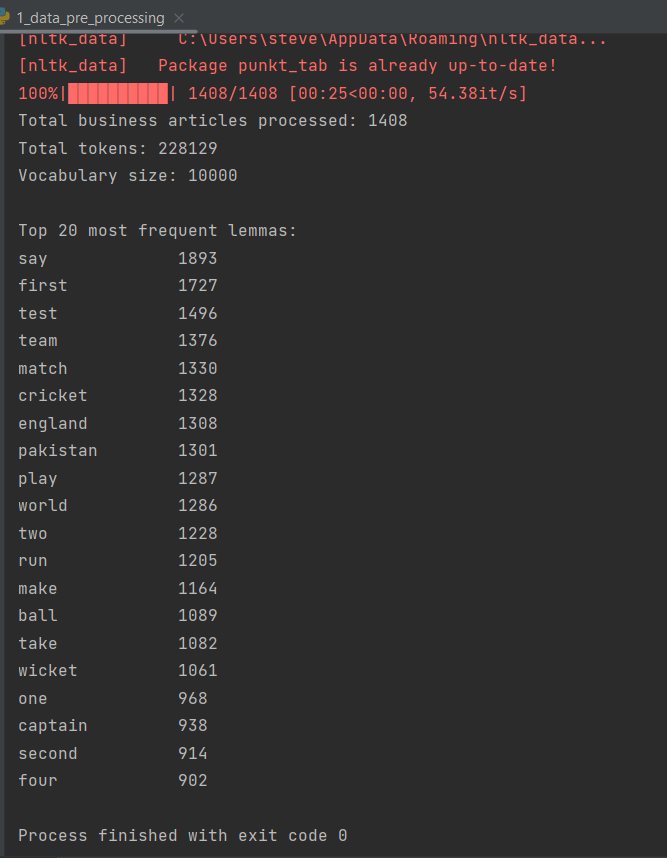 1_data_pre_processing
[nltk_data]     C:\Users\steve\AppData\Roaming\nltk_data...
[nltk_data]   Package punkt_tab is already up-to-date!
100%|██████████| 1408/1408 [00:25<00:00, 54.38it/s]
Total business articles processed: 1408
Total tokens: 228129
Vocabulary size: 10000
Top 20 most frequent lemmas:
say             1893
first           1727
test            1496
team            1376
match           1330
cricket         1328
england         1308
pakistan        1301
play            1287
world           1286
two             1228
run             1205
make            1164
ball            1089
take            1082
wicket          1061
one             968
captain         938
second          914
four            902
Process finished with exit code 0